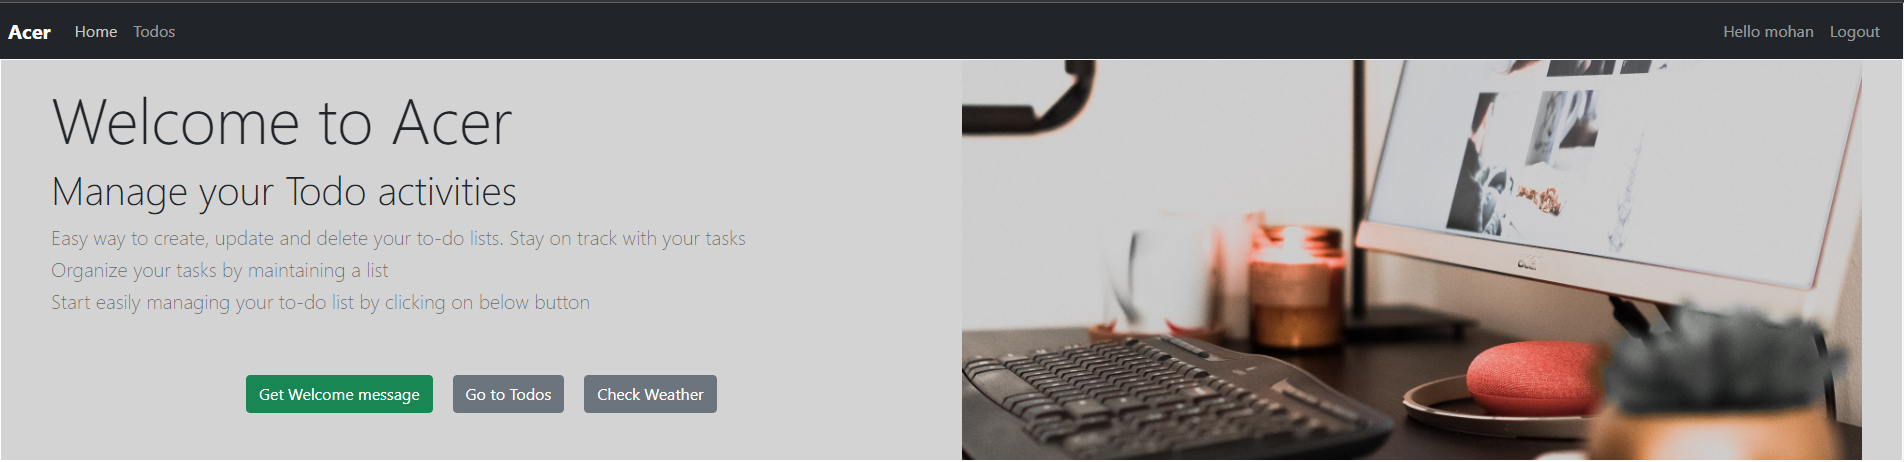 Acer Home Todos Hello mohan Logout
Welcome to Acer
Manage your Todo activities
Easy way to create, update and delete your to-do lists. Stay on track with your tasks
Organize your tasks by maintaining a list
Start easily managing your to-do list by clicking on below button
Get Welcome message Go to Todos Check Weather
acer